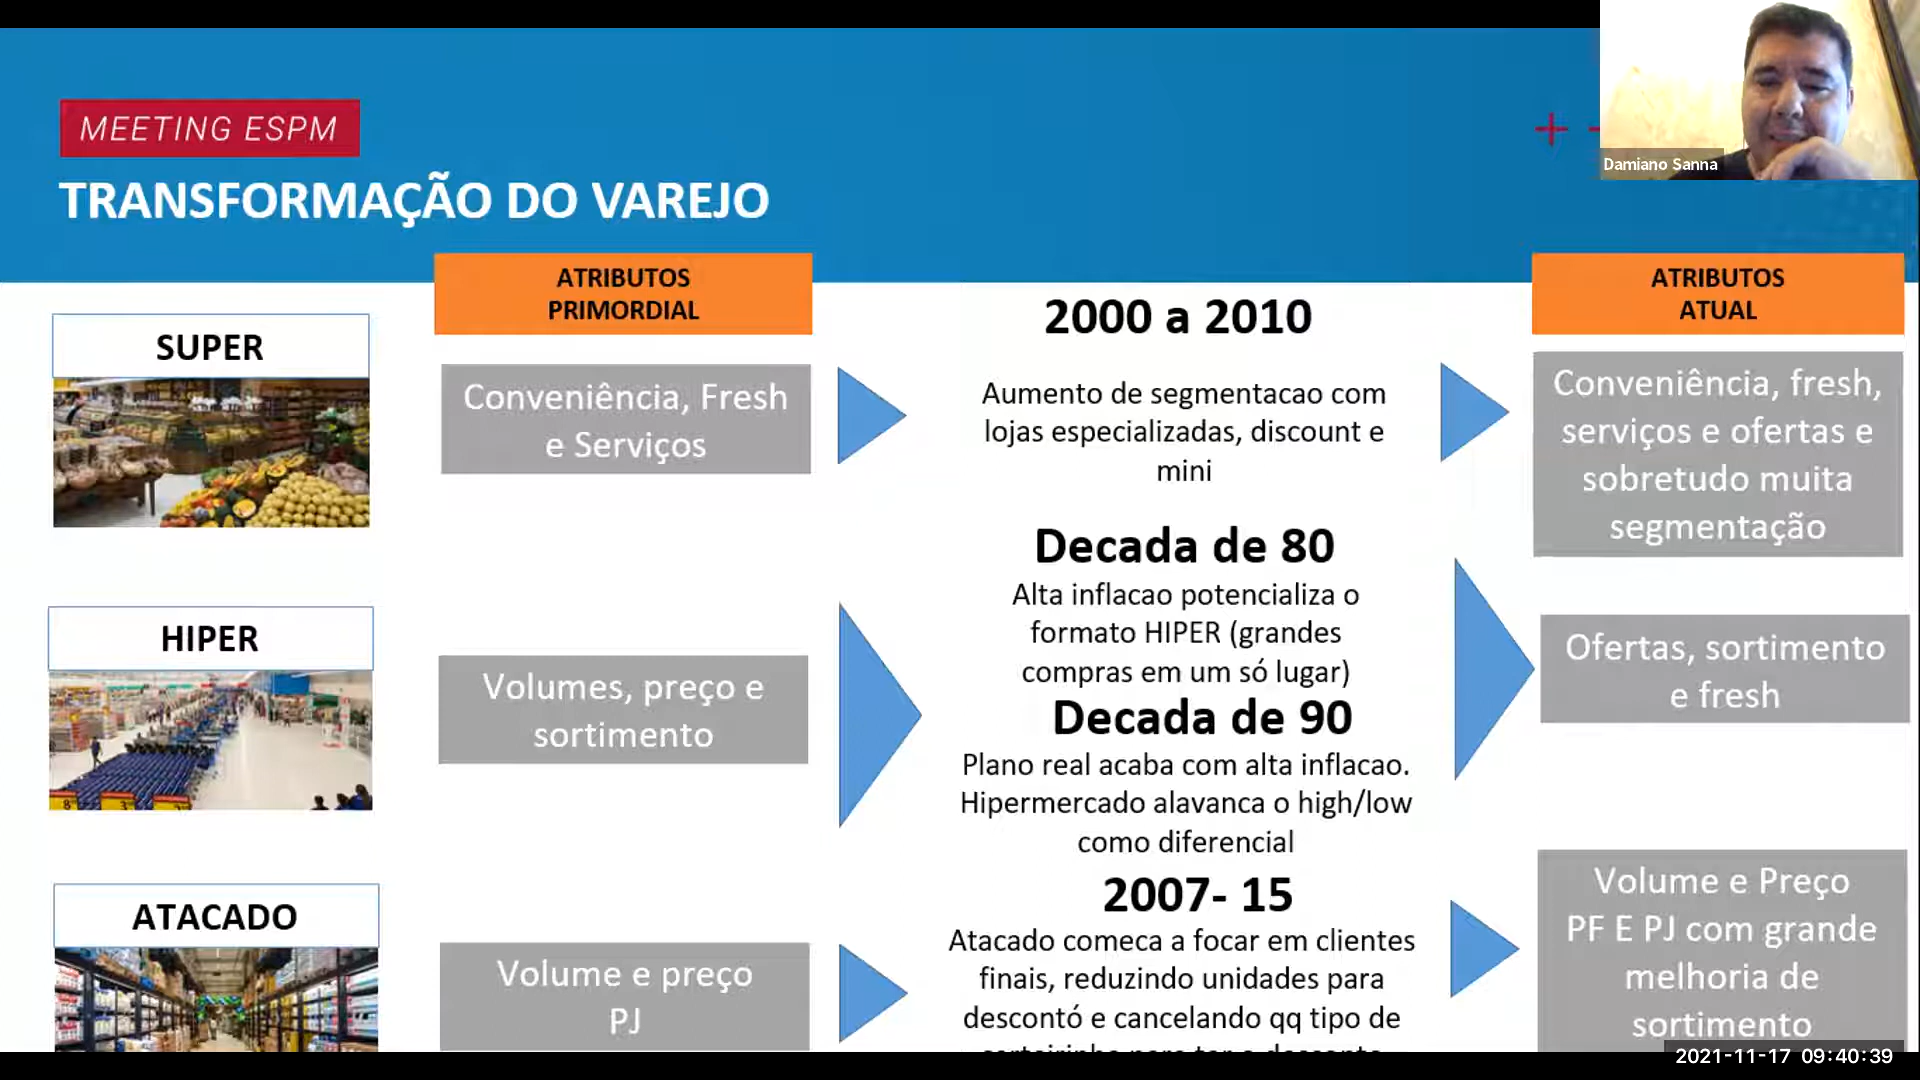 MEETING ESPM
TRANSFORMAÇÃO DO VAREJO
Damiano Sanna
ATRIBUTOS
PRIMORDIAL
ATRIBUTOS
ATUAL
SUPER
Conveniência, Fresh
e Serviços
2000 a 2010
Aumento de segmentacao com
lojas especializadas, discount e
mini
Conveniência, fresh,
serviços e ofertas e
sobretudo muita
segmentação
HIPER
Volumes, preço e
sortimento
Decada de 80
Alta inflacao potencializa o
formato HIPER (grandes
compras em um só lugar)
Decada de 90
Plano real acaba com alta inflacao.
Hipermercado alavanca o high/low
como diferencial
Ofertas, sortimento
e fresh
ATACADO
Volume e preço
PJ
2007- 15
Atacado comeca a focar em clientes
finais, reduzindo unidades para
descontó e cancelando qq tipo de
Volume e Preço
PF E PJ com grande
melhoria de
sortimento
2021-11-17 09:40:39